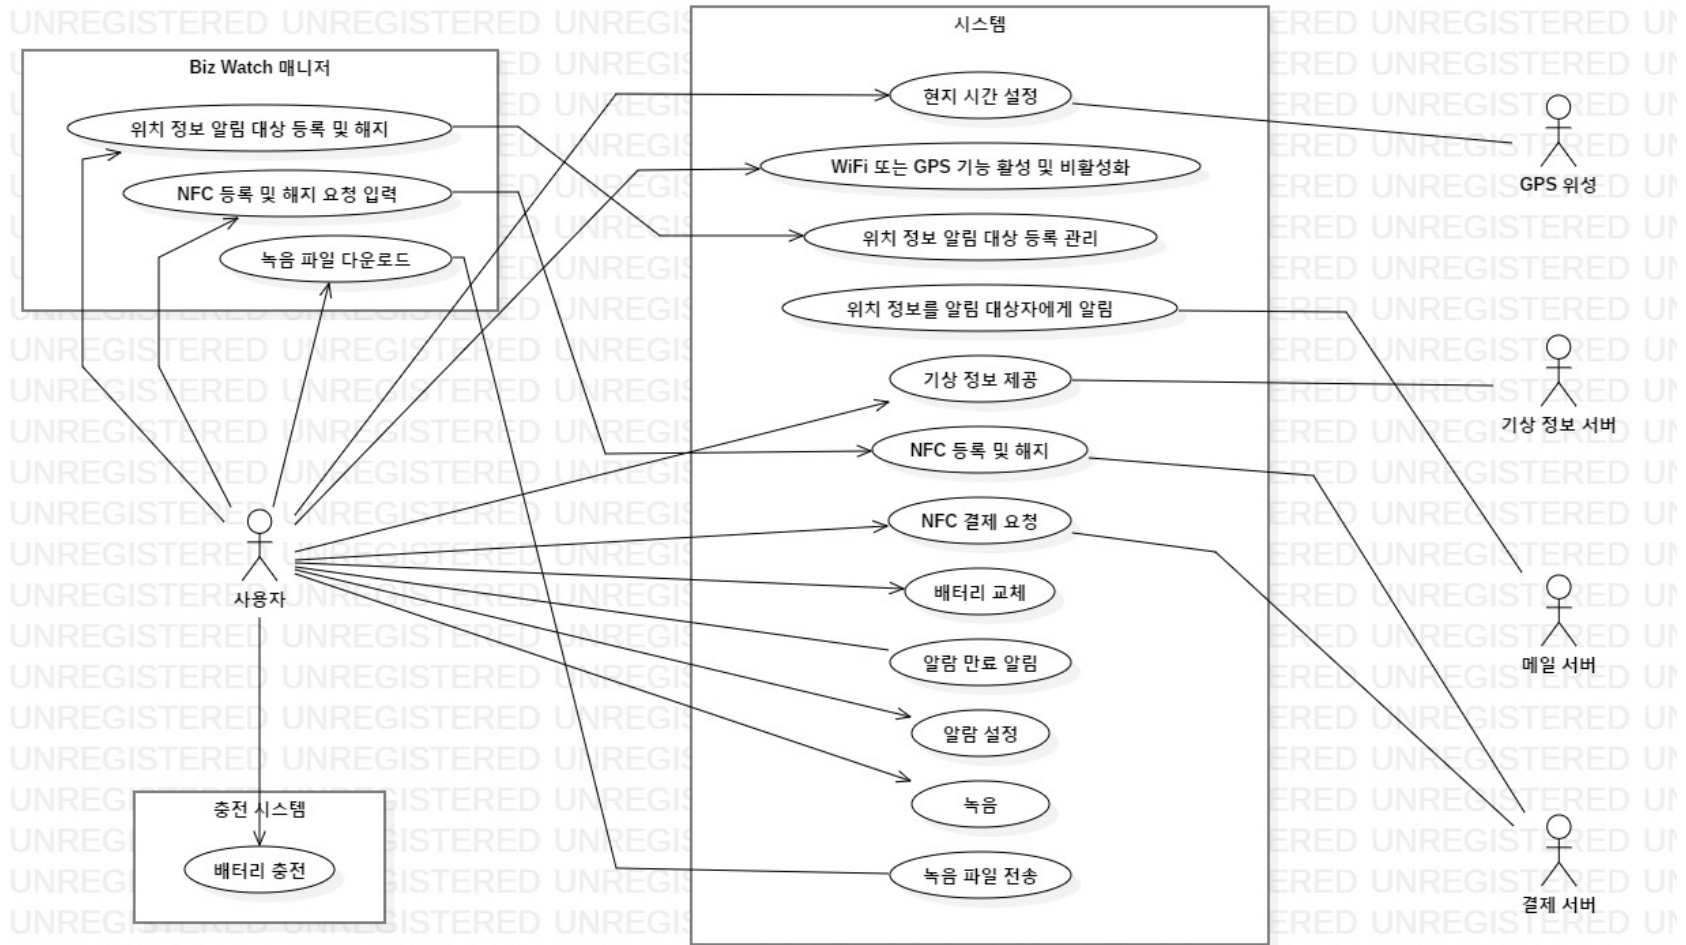 시스템
Biz Watch 매니저
위치 정보 알림 대상 등록 및 해지
NFC 등록 및 해지 요청 입력
녹음 파일 다운로드
현지 시간 설정
WiFi 또는 GPS 기능 활성 및 비활성화
위치 정보 알림 대상 등록 관리
위치 정보를 알림 대상자에게 알림
기상 정보 제공
NFC 등록 및 해지
NFC 결제 요청
배터리 교체
알람 만료 알림
알람 설정
녹음
녹음 파일 전송
사용자
충전 시스템
배터리 충전
GPS 위성
기상 정보 서버
메일 서버
결제 서버
UNREGISTERED